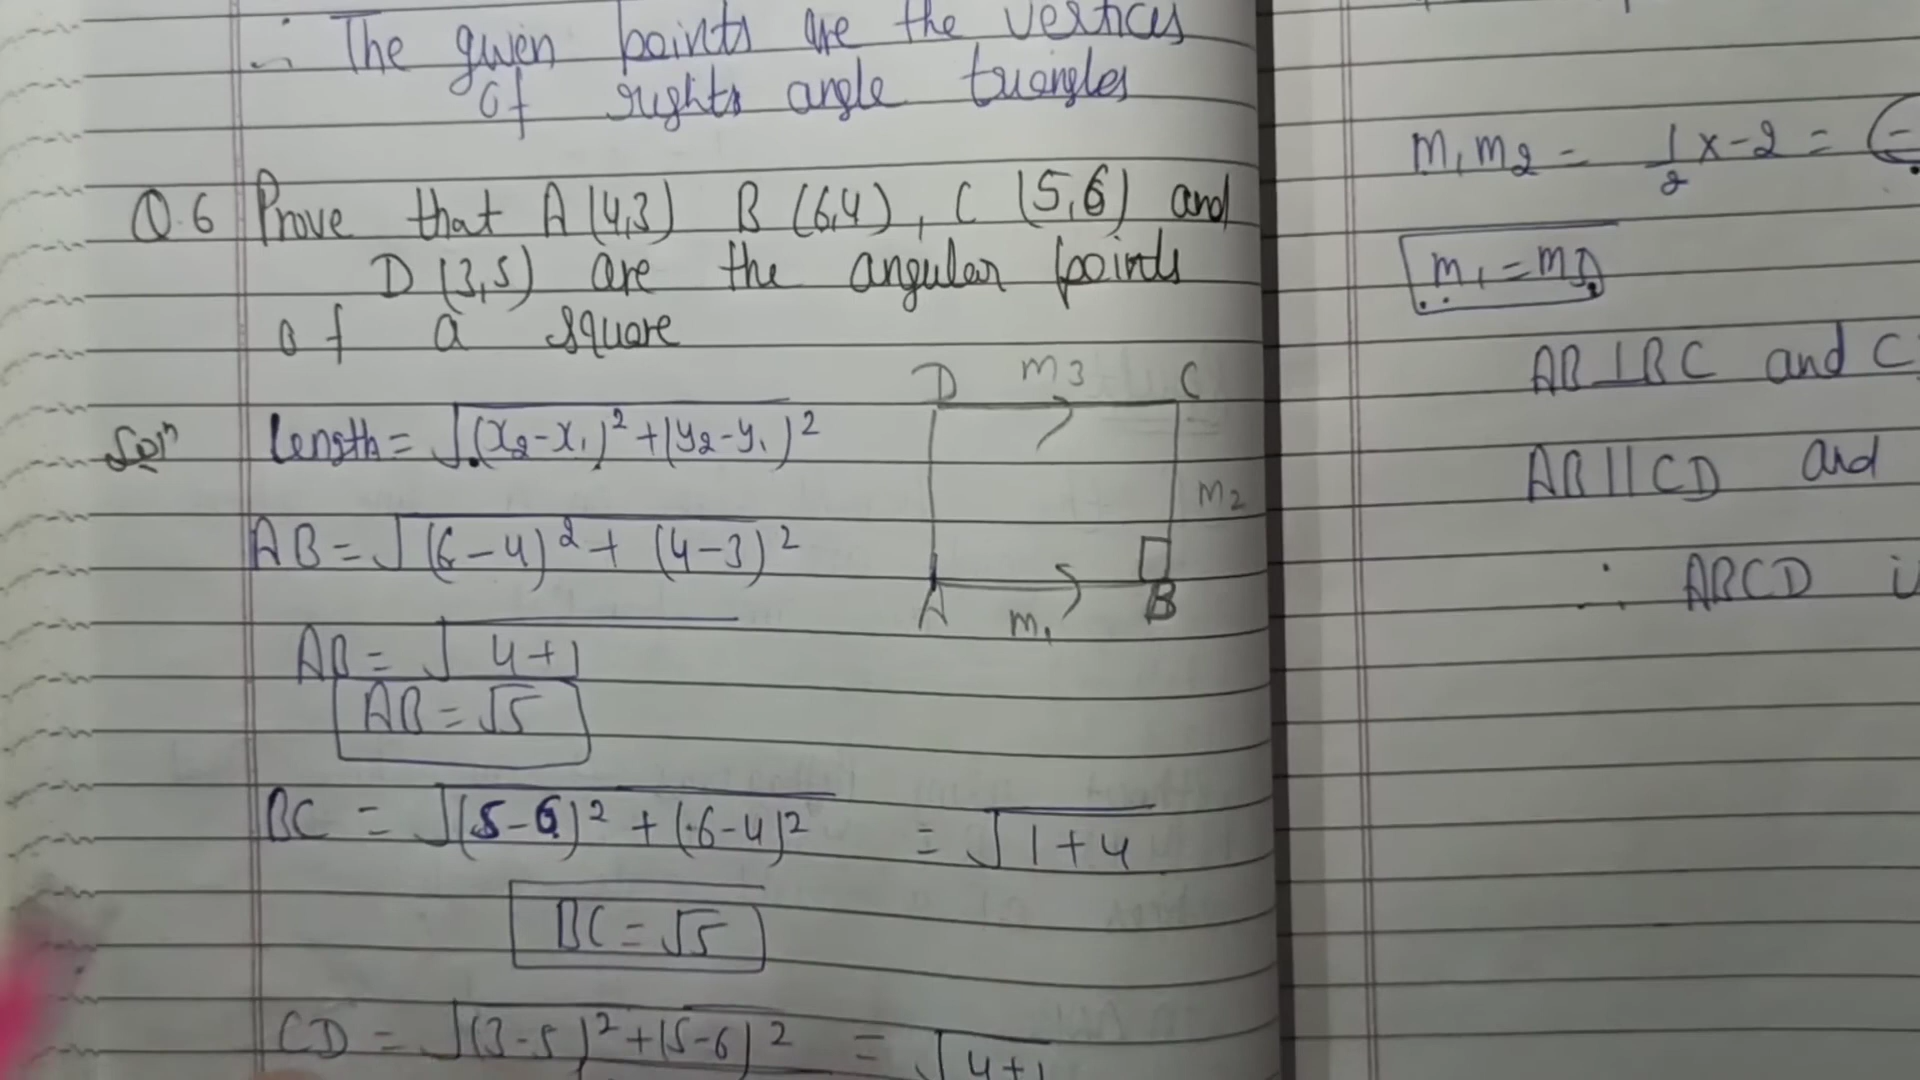 ∴ The given points are the vertices
of rights angle triangles
Q.6 Prove that A (4,3) B (6,4), C (5,6) and
D (3,5) are the angular points
of a square
D m3 C
Solⁿ Length = √(x2-x1)² + (y2-y1)²
m2
AB = √(6-4)² + (4-3)²
A m1 B
AB = √4+1
AB = √5
BC = √(5-6)² + (6-4)² = √1+4
BC = √5
CD = √(3-5)² + (5-6)² = √4+1
m1m2 = 1/2 x -2 = (-
m1 = m3
AB⊥BC and C
AB||CD and
∴ ABCD i